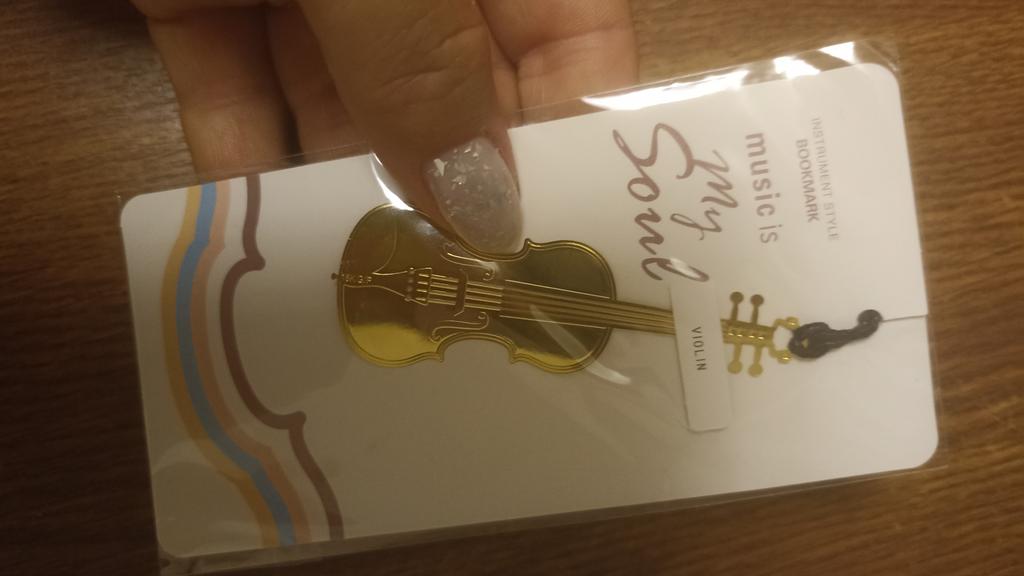 INSTRUMENT STYLE
BOOKMARK
music is
My
Soul
VIOLIN